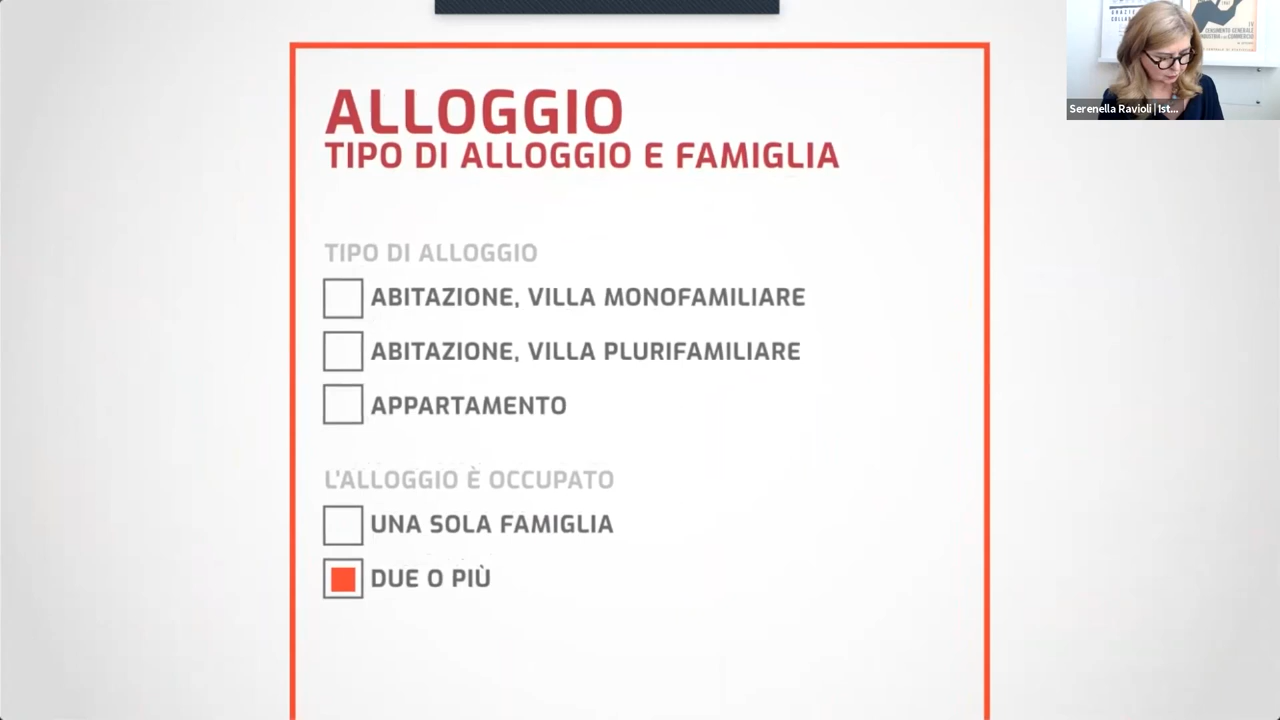 ALLOGGIO
TIPO DI ALLOGGIO E FAMIGLIA
TIPO DI ALLOGGIO
ABITAZIONE, VILLA MONOFAMILIARE
ABITAZIONE, VILLA PLURIFAMILIARE
APPARTAMENTO
L'ALLOGGIO È OCCUPATO
UNA SOLA FAMIGLIA
DUE O PIÙ
Serenella Ravioli | Ist...